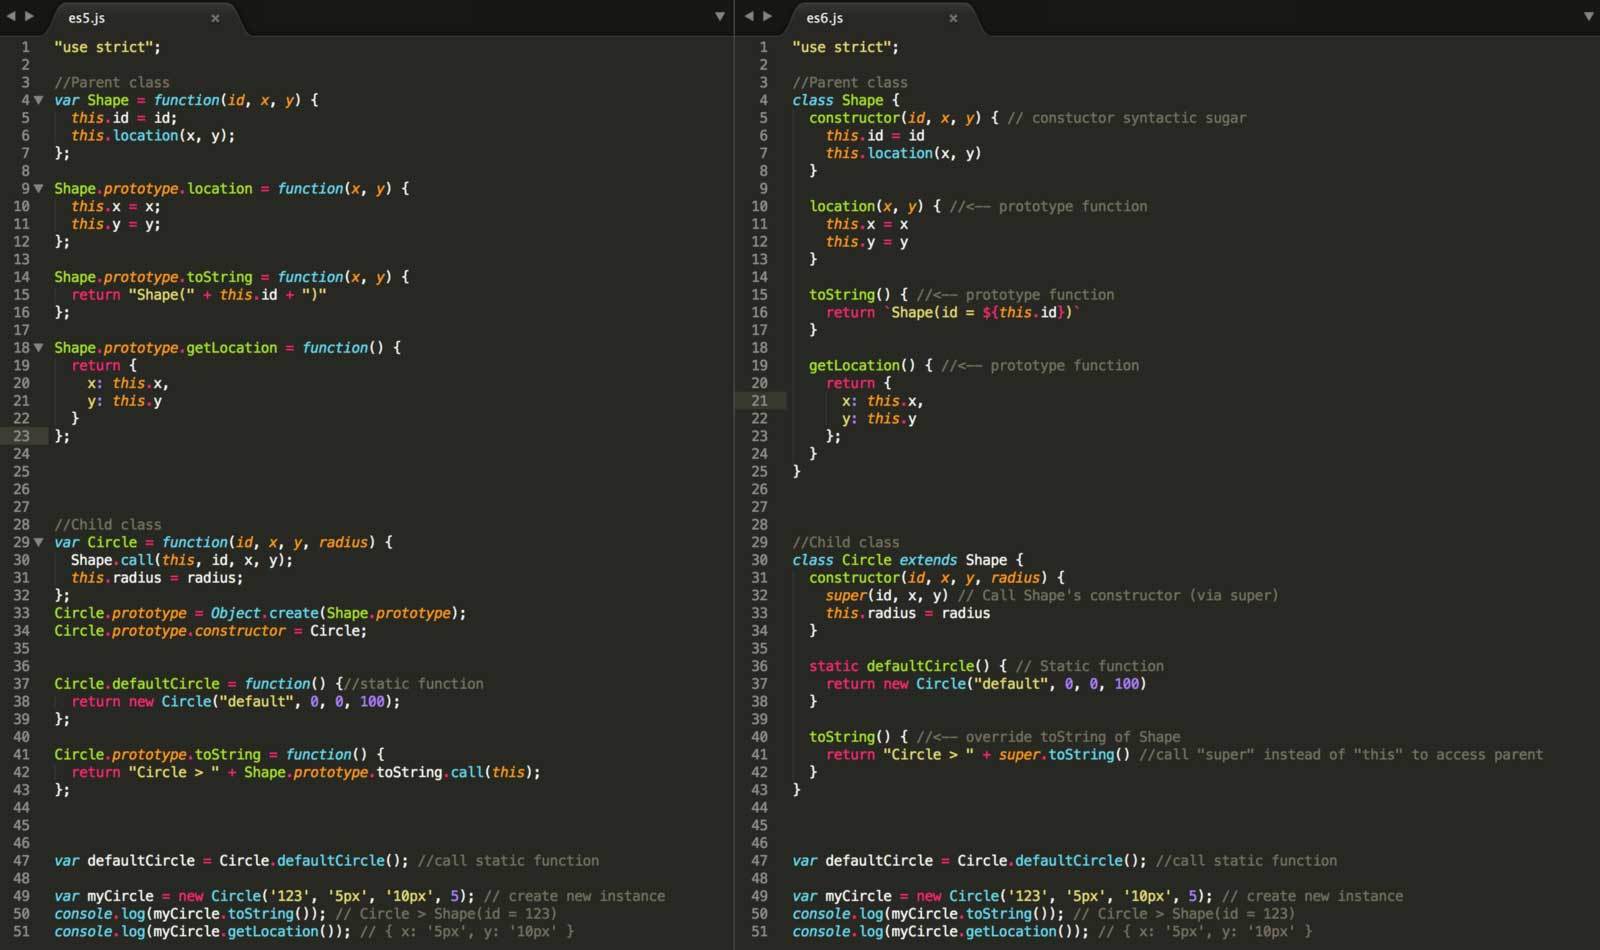 es5.js
1 "use strict";
2
3 //Parent class
4 var Shape = function(id, x, y) {
5 this.id = id;
6 this.location(x, y);
7 };
8
9 Shape.prototype.location = function(x, y) {
10 this.x = x;
11 this.y = y;
12 };
13
14 Shape.prototype.toString = function(x, y) {
15 return "Shape(" + this.id + ")"
16 };
17
18 Shape.prototype.getLocation = function() {
19 return {
20 x: this.x,
21 y: this.y
22 }
23 };
24
25
26
27
28 //Child class
29 var Circle = function(id, x, y, radius) {
30 Shape.call(this, id, x, y);
31 this.radius = radius;
32 };
33 Circle.prototype = Object.create(Shape.prototype);
34 Circle.prototype.constructor = Circle;
35
36
37 Circle.defaultCircle = function() {//static function
38 return new Circle("default", 0, 0, 100);
39 };
40
41 Circle.prototype.toString = function() {
42 return "Circle > " + Shape.prototype.toString.call(this);
43 };
44
45
46
47 var defaultCircle = Circle.defaultCircle(); //call static function
48
49 var myCircle = new Circle('123', '5px', '10px', 5); // create new instance
50 console.log(myCircle.toString()); // Circle > Shape(id = 123)
51 console.log(myCircle.getLocation()); // { x: '5px', y: '10px' }
es6.js
1 "use strict";
2
3 //Parent class
4 class Shape {
5 constructor(id, x, y) { // constuctor syntactic sugar
6 this.id = id
7 this.location(x, y)
8 }
9
10 location(x, y) { //<-- prototype function
11 this.x = x
12 this.y = y
13 }
14
15 toString() { //<-- prototype function
16 return `Shape(id = ${this.id})`
17 }
18
19 getLocation() { //<-- prototype function
20 return {
21 x: this.x,
22 y: this.y
23 };
24 }
25 }
26
27
28
29 //Child class
30 class Circle extends Shape {
31 constructor(id, x, y, radius) {
32 super(id, x, y) // Call Shape's constructor (via super)
33 this.radius = radius
34 }
35
36 static defaultCircle() { // Static function
37 return new Circle("default", 0, 0, 100)
38 }
39
40 toString() { //<-- override toString of Shape
41 return "Circle > " + super.toString() //call "super" instead of "this" to access parent
42 }
43 }
44
45
46
47 var defaultCircle = Circle.defaultCircle(); //call static function
48
49 var myCircle = new Circle('123', '5px', '10px', 5); // create new instance
50 console.log(myCircle.toString()); // Circle > Shape(id = 123)
51 console.log(myCircle.getLocation()); // { x: '5px', y: '10px' }